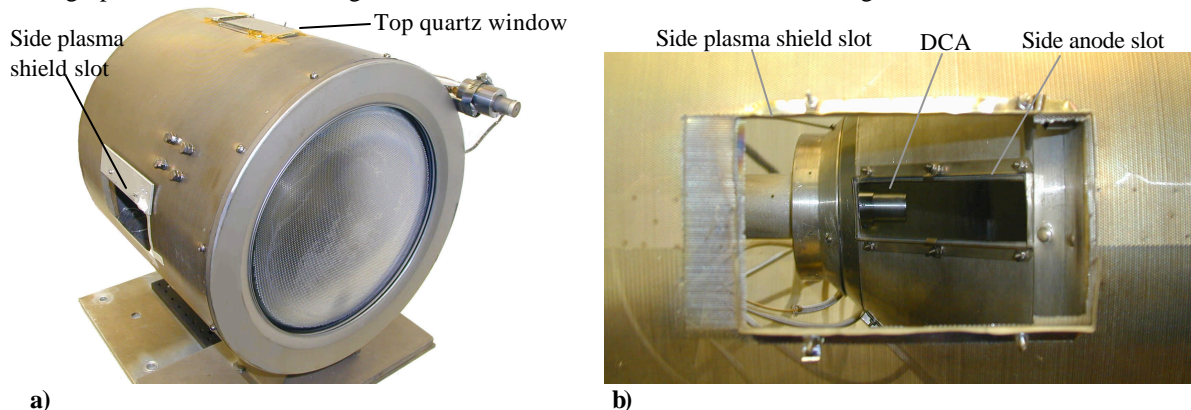 Top quartz window
Side plasma
shield slot
a)
Side plasma shield slot
DCA
Side anode slot
b)